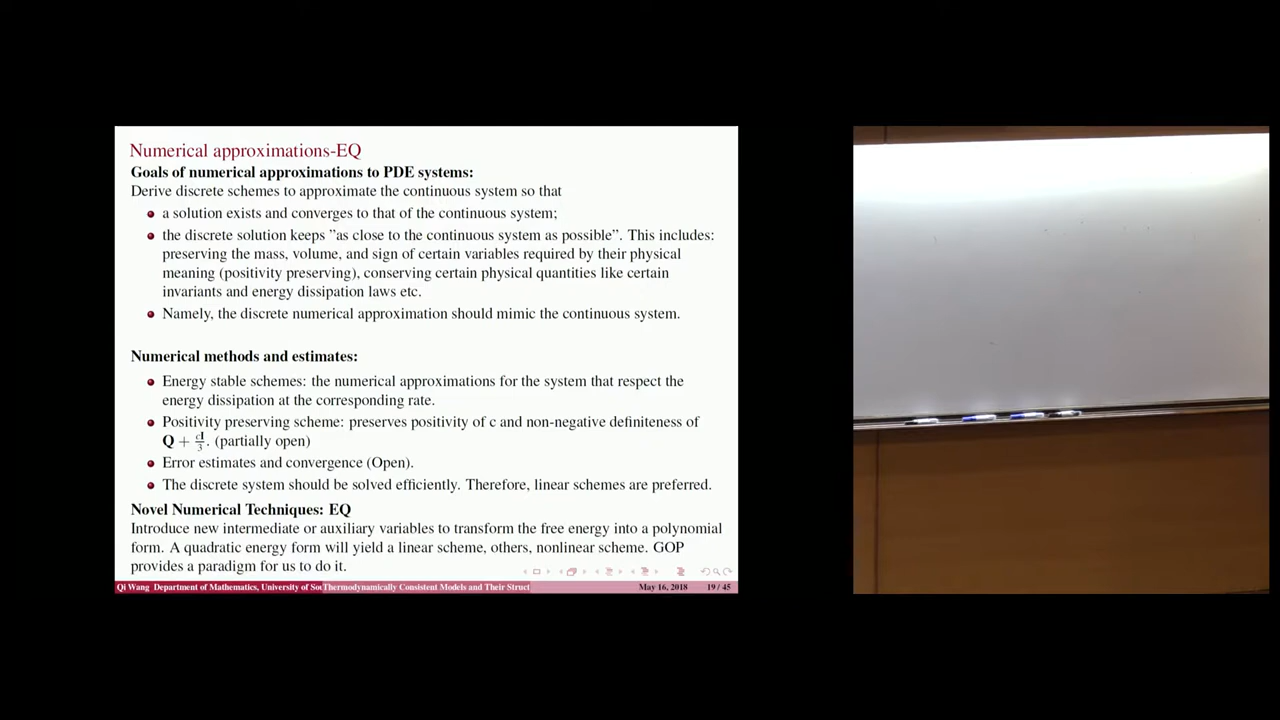 Numerical approximations-EQ
Goals of numerical approximations to PDE systems:
Derive discrete schemes to approximate the continuous system so that
a solution exists and converges to that of the continuous system;
the discrete solution keeps ”as close to the continuous system as possible”. This includes:
preserving the mass, volume, and sign of certain variables required by their physical
meaning (positivity preserving), conserving certain physical quantities like certain
invariants and energy dissipation laws etc.
Namely, the discrete numerical approximation should mimic the continuous system.
Numerical methods and estimates:
Energy stable schemes: the numerical approximations for the system that respect the
energy dissipation at the corresponding rate.
Positivity preserving scheme: preserves positivity of c and non-negative definiteness of
Q + cI/3. (partially open)
Error estimates and convergence (Open).
The discrete system should be solved efficiently. Therefore, linear schemes are preferred.
Novel Numerical Techniques: EQ
Introduce new intermediate or auxiliary variables to transform the free energy into a polynomial
form. A quadratic energy form will yield a linear scheme, others, nonlinear scheme. GOP
provides a paradigm for us to do it.
Qi Wang Department of Mathematics, University of Sou Thermodynamically Consistent Models and Their Struct May 16, 2018 19 / 45